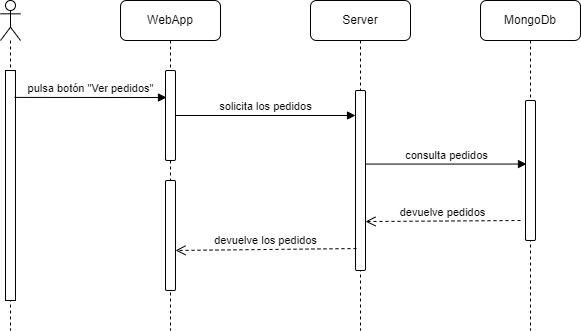 WebApp
Server
MongoDb
pulsa botón "Ver pedidos"
solicita los pedidos
consulta pedidos
devuelve pedidos
devuelve los pedidos